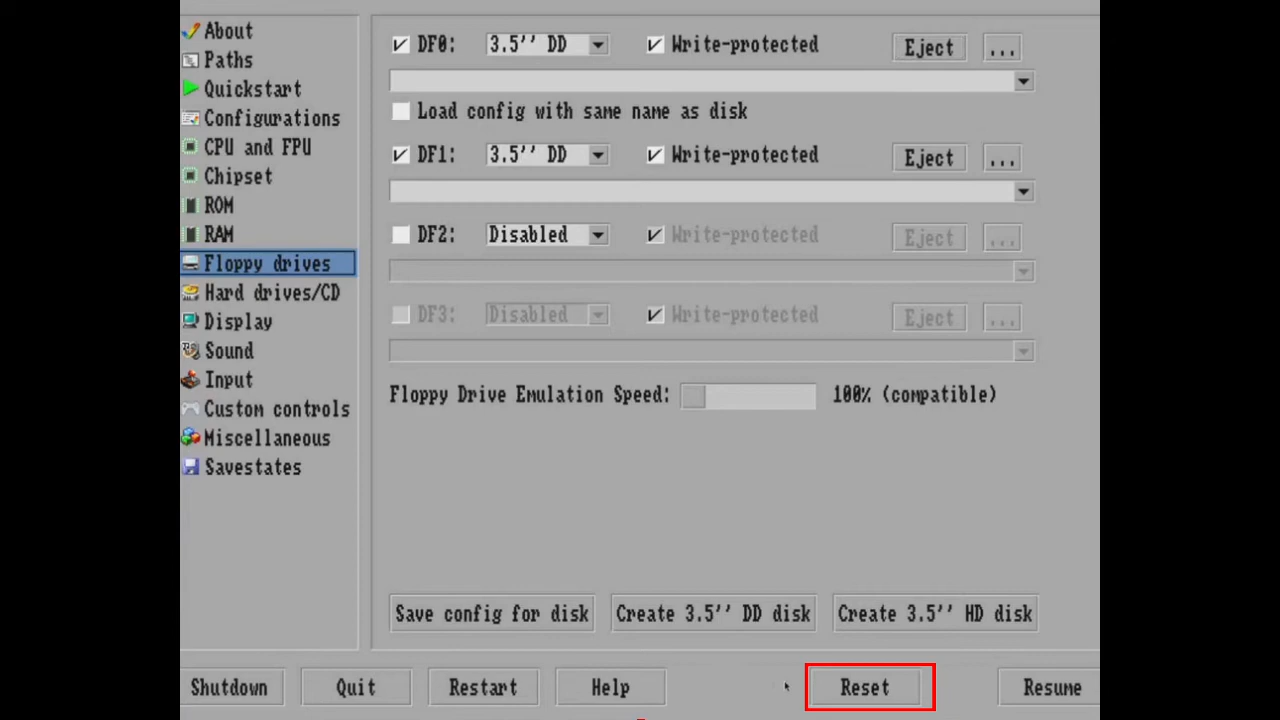 About
Paths
Quickstart
Configurations
CPU and FPU
Chipset
ROM
RAM
Floppy drives
Hard drives/CD
Display
Sound
Input
Custom controls
Miscellaneous
Savestates
DF0: 3.5'' DD Write-protected Eject ...
Load config with same name as disk
DF1: 3.5'' DD Write-protected Eject ...
DF2: Disabled Write-protected Eject ...
DF3: Disabled Write-protected Eject ...
Floppy Drive Emulation Speed: 100% (compatible)
Save config for disk Create 3.5'' DD disk Create 3.5'' HD disk
Shutdown Quit Restart Help Reset Resume